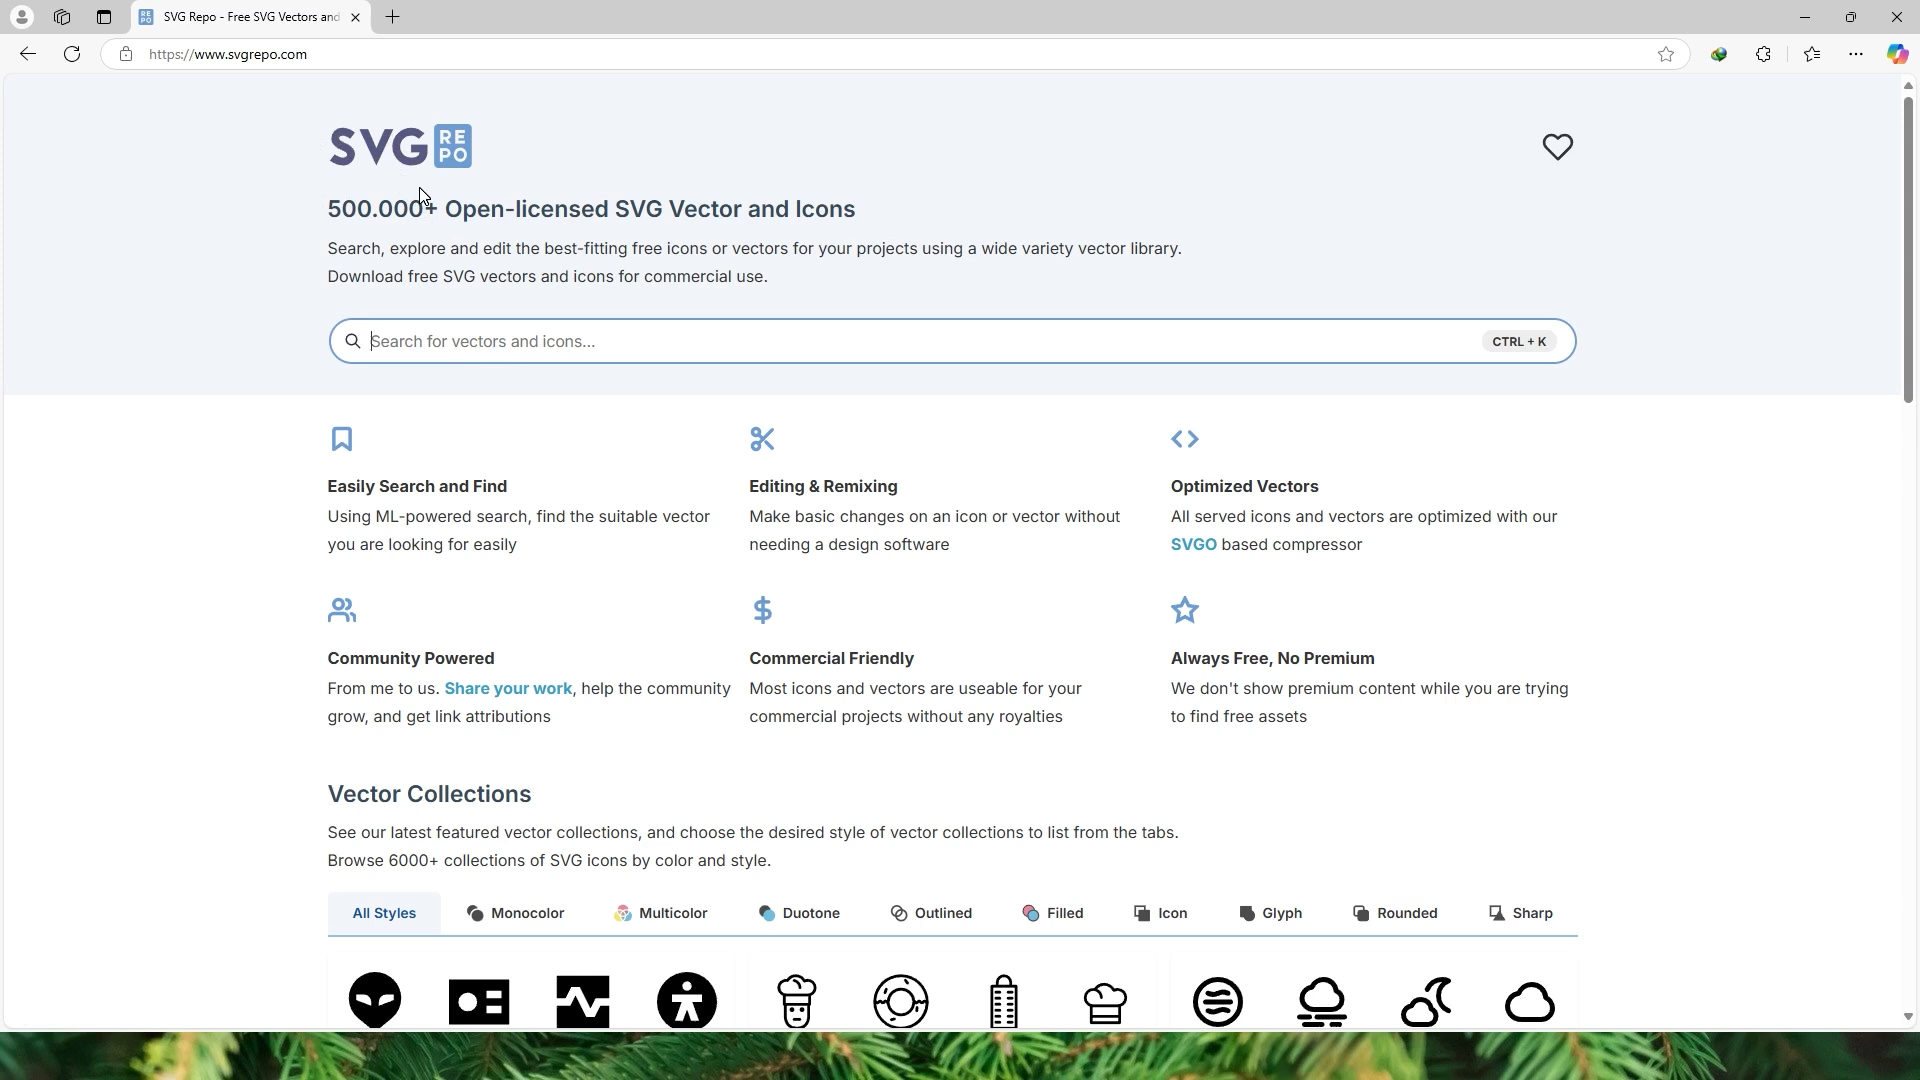 SVG Repo - Free SVG Vectors and
https://www.svgrepo.com
SVG RE PO
500.000+ Open-licensed SVG Vector and Icons
Search, explore and edit the best-fitting free icons or vectors for your projects using a wide variety vector library.
Download free SVG vectors and icons for commercial use.
Search for vectors and icons... CTRL + K
Easily Search and Find
Using ML-powered search, find the suitable vector
you are looking for easily
Editing & Remixing
Make basic changes on an icon or vector without
needing a design software
Optimized Vectors
All served icons and vectors are optimized with our
SVGO based compressor
Community Powered
From me to us. Share your work, help the community
grow, and get link attributions
Commercial Friendly
Most icons and vectors are useable for your
commercial projects without any royalties
Always Free, No Premium
We don't show premium content while you are trying
to find free assets
Vector Collections
See our latest featured vector collections, and choose the desired style of vector collections to list from the tabs.
Browse 6000+ collections of SVG icons by color and style.
All Styles Monocolor Multicolor Duotone Outlined Filled Icon Glyph Rounded Sharp